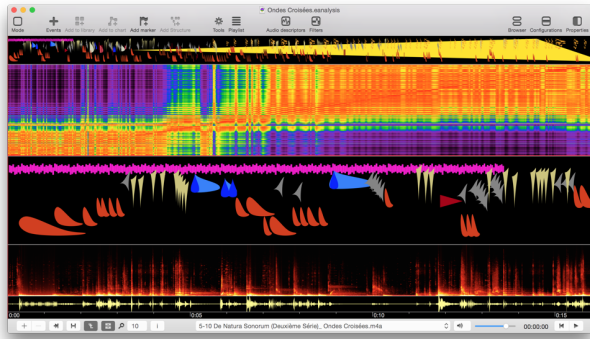 Ondes Croisées.eanalysis
Mode Events Add to library Add to chain Add marker Add Structure Tools Playlist Audio descriptors Filters Browser Configurations Properties
0:00 0:05 0:10 0:15
10 5-10 De Natura Sonorum (Deuxième Série)_ Ondes Croisées.m4a 00:00:00